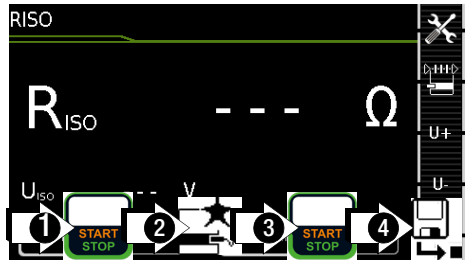 RISO
RISO --- Ω
U+
U-
UISO -- V
1 START STOP 2 3 START STOP 4